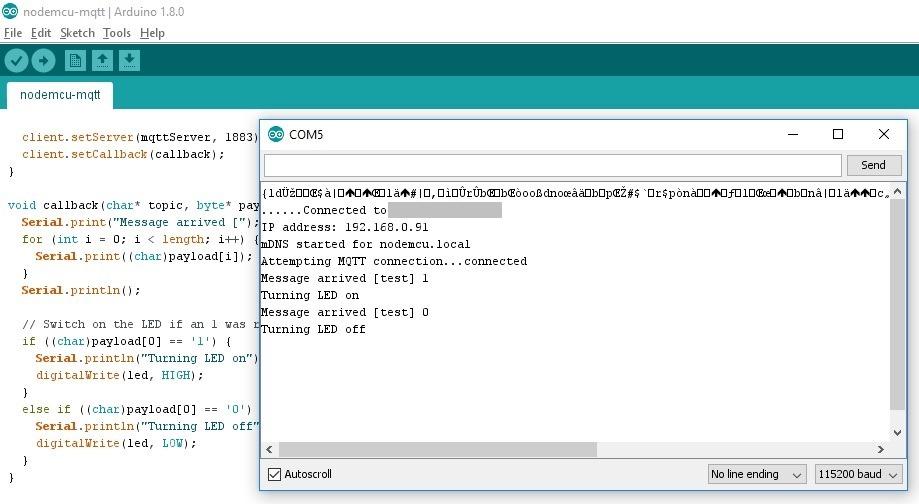 nodemcu-mqtt | Arduino 1.8.0
File Edit Sketch Tools Help
nodemcu-mqtt
client.setServer(mqttServer, 1883)
client.setCallback(callback);
}
void callback(char* topic, byte* pay
Serial.print("Message arrived [");
for (int i = 0; i < length; i++) {
Serial.print((char)payload[i]);
}
Serial.println();
// Switch on the LED if an 1 was r
if ((char)payload[0] == '1') {
Serial.println("Turning LED on")
digitalWrite(led, HIGH);
}
else if ((char)payload[0] == '0')
Serial.println("Turning LED off"
digitalWrite(led, LOW);
}
}
COM5
Send
......Connected to
IP address: 192.168.0.91
mDNS started for nodemcu.local
Attempting MQTT connection...connected
Message arrived [test] 1
Turning LED on
Message arrived [test] 0
Turning LED off
Autoscroll
No line ending
115200 baud